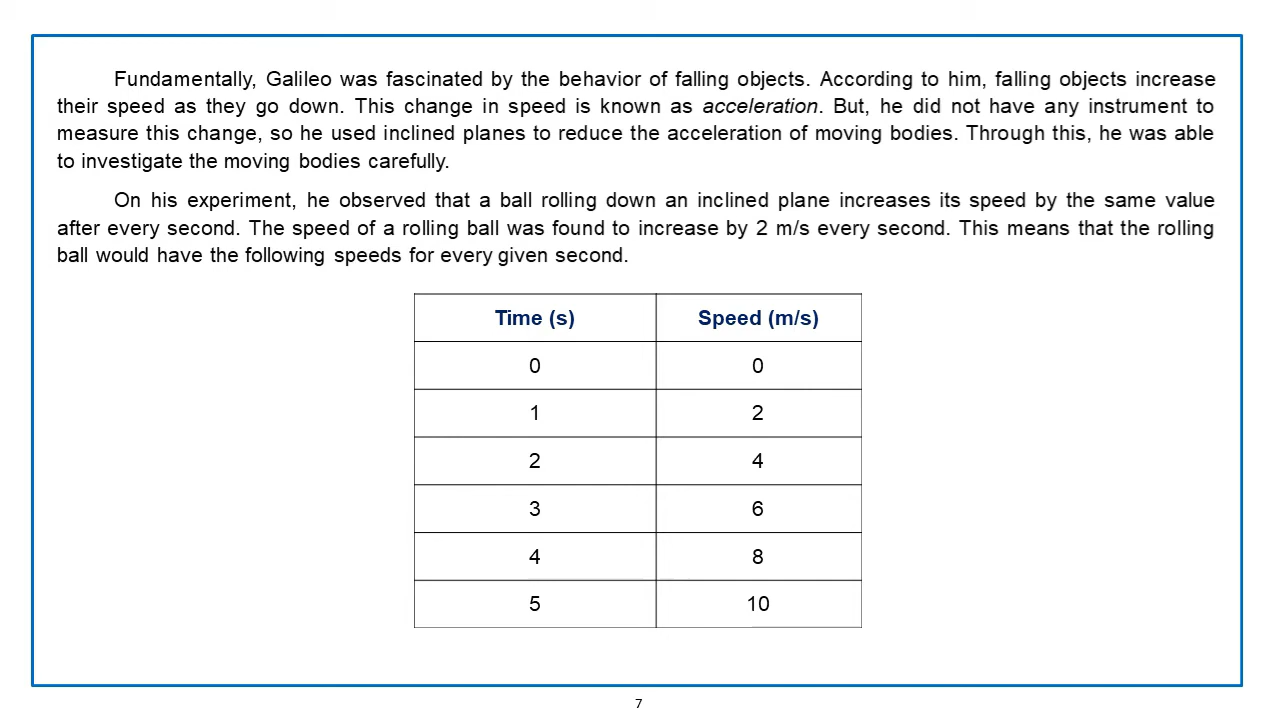 Fundamentally, Galileo was fascinated by the behavior of falling objects. According to him, falling objects increase
their speed as they go down. This change in speed is known as acceleration. But, he did not have any instrument to
measure this change, so he used inclined planes to reduce the acceleration of moving bodies. Through this, he was able
to investigate the moving bodies carefully.
On his experiment, he observed that a ball rolling down an inclined plane increases its speed by the same value
after every second. The speed of a rolling ball was found to increase by 2 m/s every second. This means that the rolling
ball would have the following speeds for every given second.
Time (s) Speed (m/s)
0 0
1 2
2 4
3 6
4 8
5 10
7